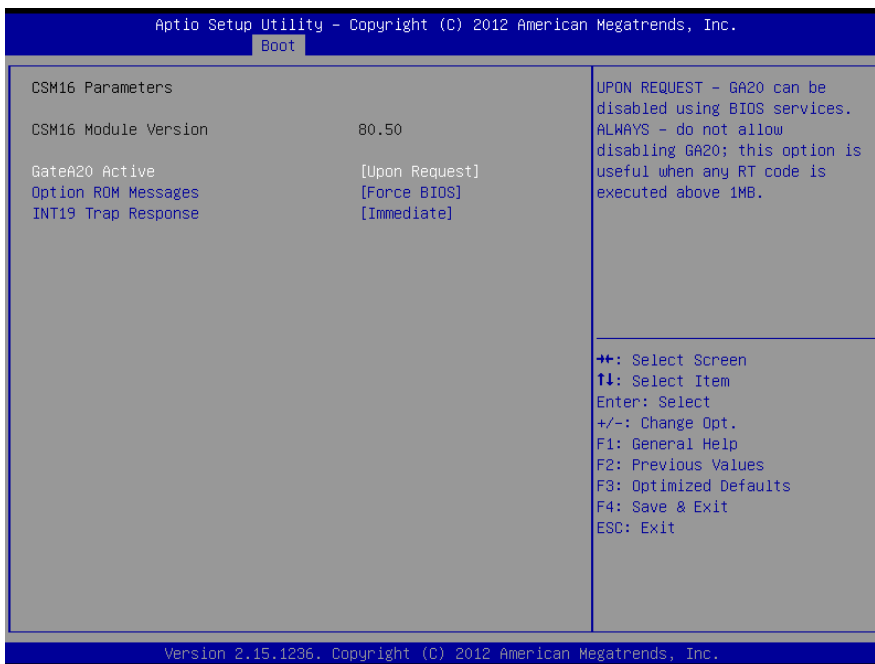 Aptio Setup Utility – Copyright (C) 2012 American Megatrends, Inc.
Boot
CSM16 Parameters
CSM16 Module Version 80.50
GateA20 Active [Upon Request]
Option ROM Messages [Force BIOS]
INT19 Trap Response [Immediate]
UPON REQUEST – GA20 can be
disabled using BIOS services.
ALWAYS – do not allow
disabling GA20; this option is
useful when any RT code is
executed above 1MB.
→←: Select Screen
↑↓: Select Item
Enter: Select
+/-: Change Opt.
F1: General Help
F2: Previous Values
F3: Optimized Defaults
F4: Save & Exit
ESC: Exit
Version 2.15.1236. Copyright (C) 2012 American Megatrends, Inc.